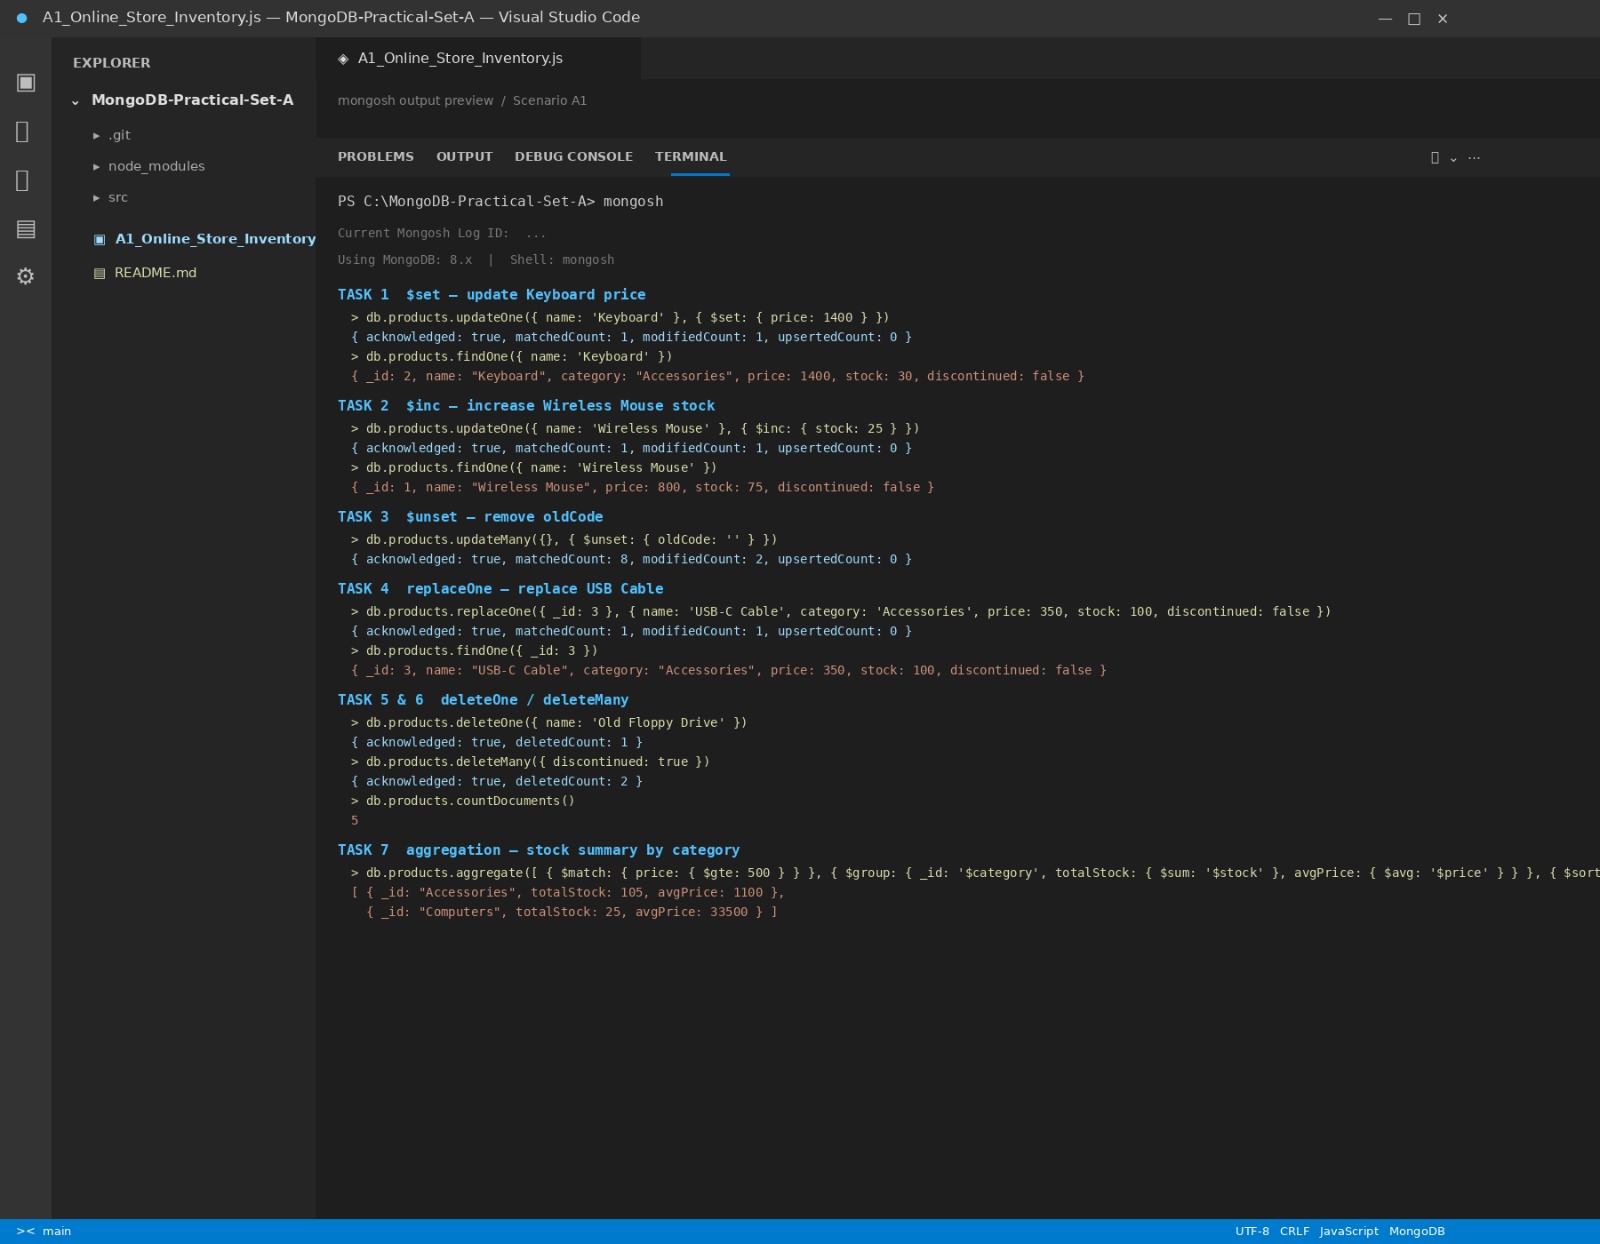 A1_Online_Store_Inventory.js — MongoDB-Practical-Set-A — Visual Studio Code
EXPLORER
MongoDB-Practical-Set-A
.git
node_modules
src
A1_Online_Store_Inventory
README.md
A1_Online_Store_Inventory.js
mongosh output preview / Scenario A1
PROBLEMS OUTPUT DEBUG CONSOLE TERMINAL
PS C:\MongoDB-Practical-Set-A> mongosh
Current Mongosh Log ID: ...
Using MongoDB: 8.x | Shell: mongosh
TASK 1 $set — update Keyboard price
> db.products.updateOne({ name: 'Keyboard' }, { $set: { price: 1400 } })
{ acknowledged: true, matchedCount: 1, modifiedCount: 1, upsertedCount: 0 }
> db.products.findOne({ name: 'Keyboard' })
{ _id: 2, name: "Keyboard", category: "Accessories", price: 1400, stock: 30, discontinued: false }
TASK 2 $inc — increase Wireless Mouse stock
> db.products.updateOne({ name: 'Wireless Mouse' }, { $inc: { stock: 25 } })
{ acknowledged: true, matchedCount: 1, modifiedCount: 1, upsertedCount: 0 }
> db.products.findOne({ name: 'Wireless Mouse' })
{ _id: 1, name: "Wireless Mouse", price: 800, stock: 75, discontinued: false }
TASK 3 $unset — remove oldCode
> db.products.updateMany({}, { $unset: { oldCode: '' } })
{ acknowledged: true, matchedCount: 8, modifiedCount: 2, upsertedCount: 0 }
TASK 4 replaceOne — replace USB Cable
> db.products.replaceOne({ _id: 3 }, { name: 'USB-C Cable', category: 'Accessories', price: 350, stock: 100, discontinued: false })
{ acknowledged: true, matchedCount: 1, modifiedCount: 1, upsertedCount: 0 }
> db.products.findOne({ _id: 3 })
{ _id: 3, name: "USB-C Cable", category: "Accessories", price: 350, stock: 100, discontinued: false }
TASK 5 & 6 deleteOne / deleteMany
> db.products.deleteOne({ name: 'Old Floppy Drive' })
{ acknowledged: true, deletedCount: 1 }
> db.products.deleteMany({ discontinued: true })
{ acknowledged: true, deletedCount: 2 }
> db.products.countDocuments()
5
TASK 7 aggregation — stock summary by category
> db.products.aggregate([ { $match: { price: { $gte: 500 } } }, { $group: { _id: '$category', totalStock: { $sum: '$stock' }, avgPrice: { $avg: '$price' } } }, { $sort
[ { _id: "Accessories", totalStock: 105, avgPrice: 1100 },
{ _id: "Computers", totalStock: 25, avgPrice: 33500 } ]
>< main
UTF-8 CRLF JavaScript MongoDB